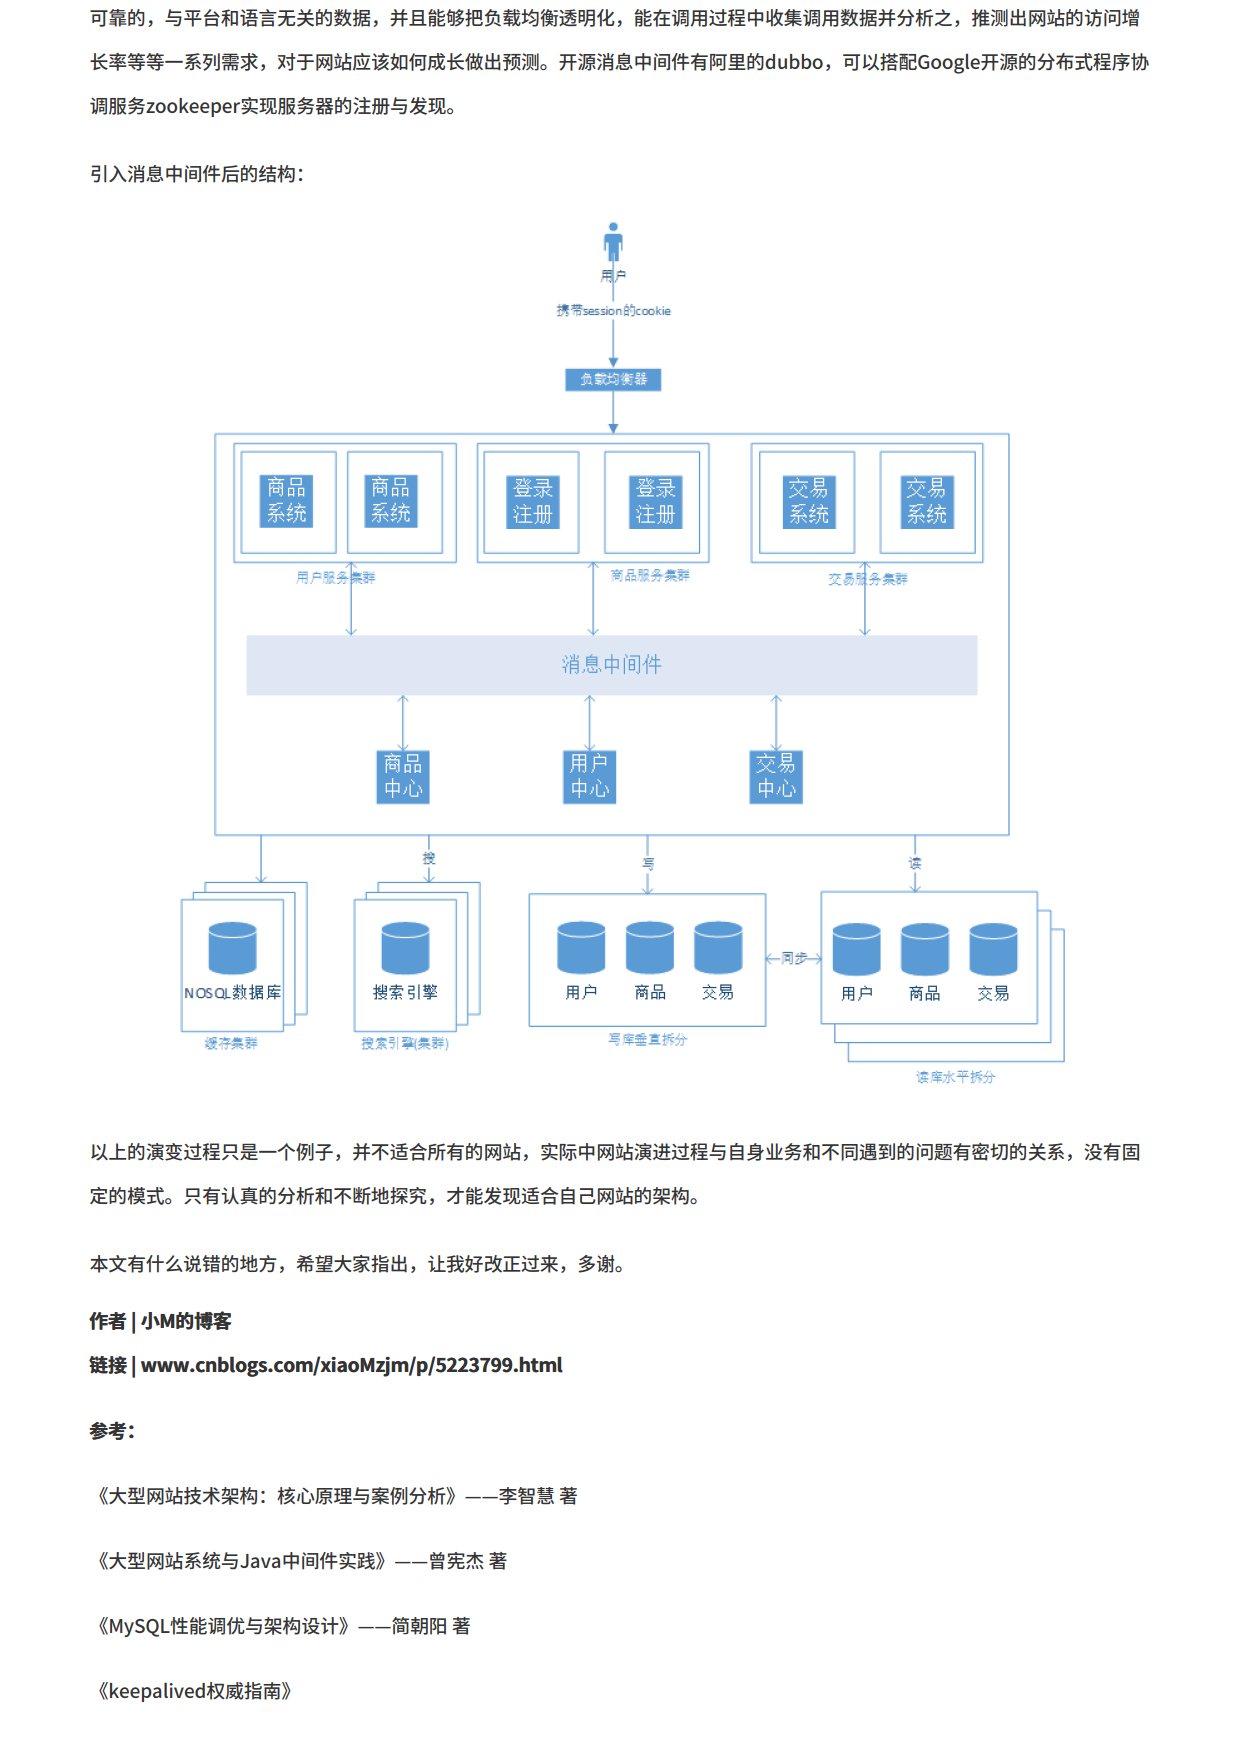 可靠的，与平台和语言无关的数据，并且能够把负载均衡透明化，能在调用过程中收集调用数据并分析之，推测出网站的访问增
长率等等一系列需求，对于网站应该如何成长做出预测。开源消息中间件有阿里的dubbo，可以搭配Google开源的分布式程序协
调服务zookeeper实现服务器的注册与发现。
引入消息中间件后的结构：
用户
携带session的cookie
负载均衡器
商品
系统
商品
系统
登录
注册
登录
注册
交易
系统
交易
系统
用户服务集群
商品服务集群
交易服务集群
消息中间件
商品
中心
用户
中心
交易
中心
搜
写
读
NOSQL数据库
搜索引擎
用户
商品
交易
同步
用户
商品
交易
缓存集群
搜索引擎(集群)
写库垂直拆分
读库水平拆分
以上的演变过程只是一个例子，并不适合所有的网站，实际中网站演进过程与自身业务和不同遇到的问题有密切的关系，没有固
定的模式。只有认真的分析和不断地探究，才能发现适合自己网站的架构。
本文有什么说错的地方，希望大家指出，让我好改正过来，多谢。
作者 | 小M的博客
链接 | www.cnblogs.com/xiaoMzjm/p/5223799.html
参考：
《大型网站技术架构：核心原理与案例分析》——李智慧 著
《大型网站系统与Java中间件实践》——曾宪杰 著
《MySQL性能调优与架构设计》——简朝阳 著
《keepalived权威指南》